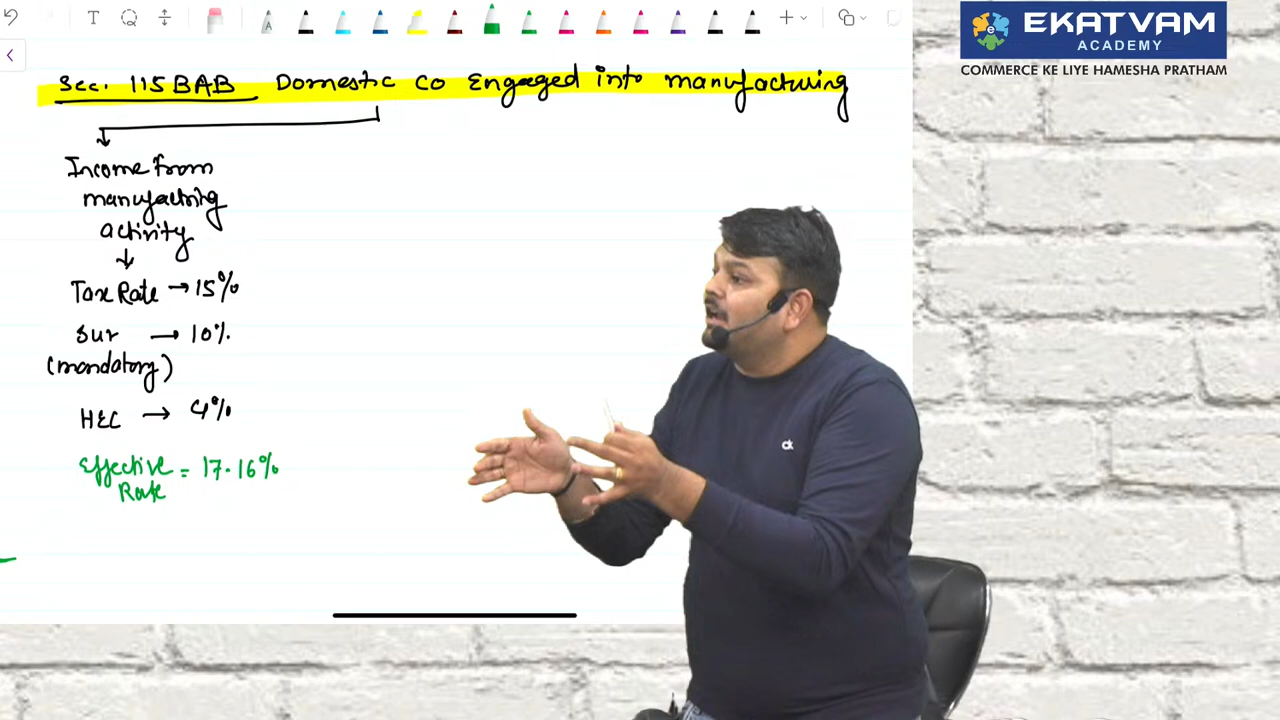 EKATVAM
ACADEMY
COMMERCE KE LIYE HAMESHA PRATHAM
Sec. 115BAB Domestic Co Engaged into manufacturing
Income from
manufactring
activity
Tax Rate → 15%
Sur → 10%.
(mandatory)
HEC → 4%
Effective = 17.16%
Rate